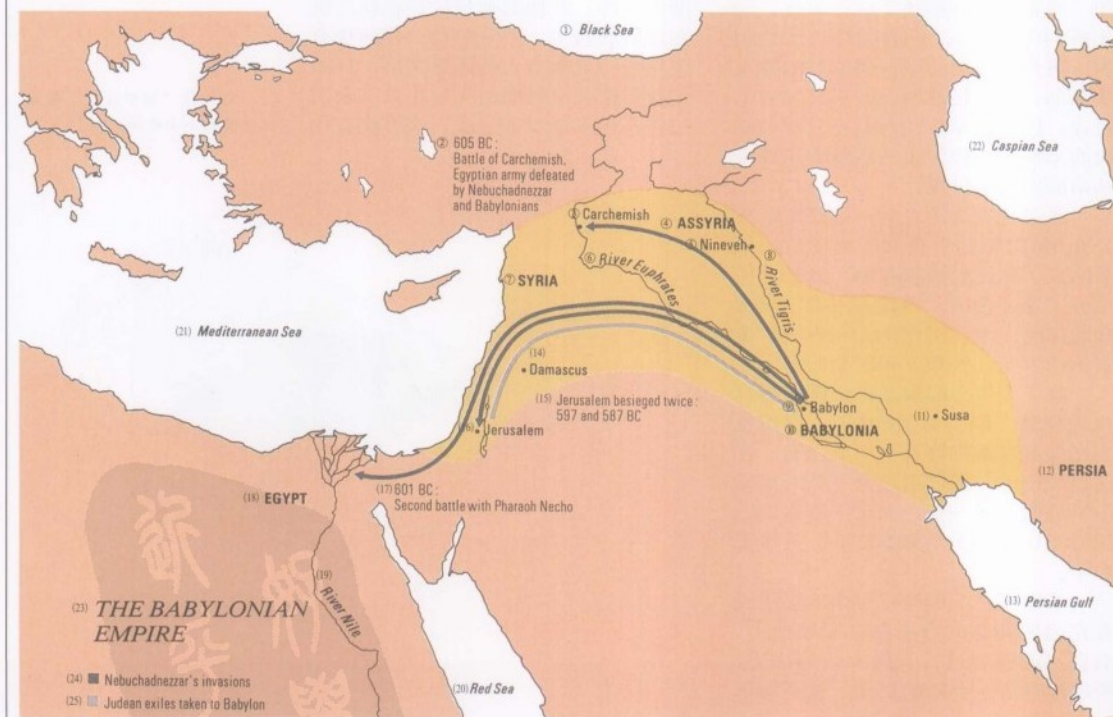 ① Black Sea
② 605 BC :
Battle of Carchemish.
Egyptian army defeated
by Nebuchadnezzar
and Babylonians
(22) Caspian Sea
③ Carchemish
④ ASSYRIA
⑤ Nineveh
⑥ River Euphrates
⑧ River Tigris
⑦ SYRIA
(21) Mediterranean Sea
(14)
Damascus
(15) Jerusalem besieged twice :
597 and 587 BC
⑨ Babylon
(11) Susa
⑩ BABYLONIA
(16) Jerusalem
(12) PERSIA
(17) 601 BC :
Second battle with Pharaoh Necho
(18) EGYPT
(19) River Nile
(13) Persian Gulf
(20) Red Sea
(23) THE BABYLONIAN
EMPIRE
(24) Nebuchadnezzar's invasions
(25) Judean exiles taken to Babylon